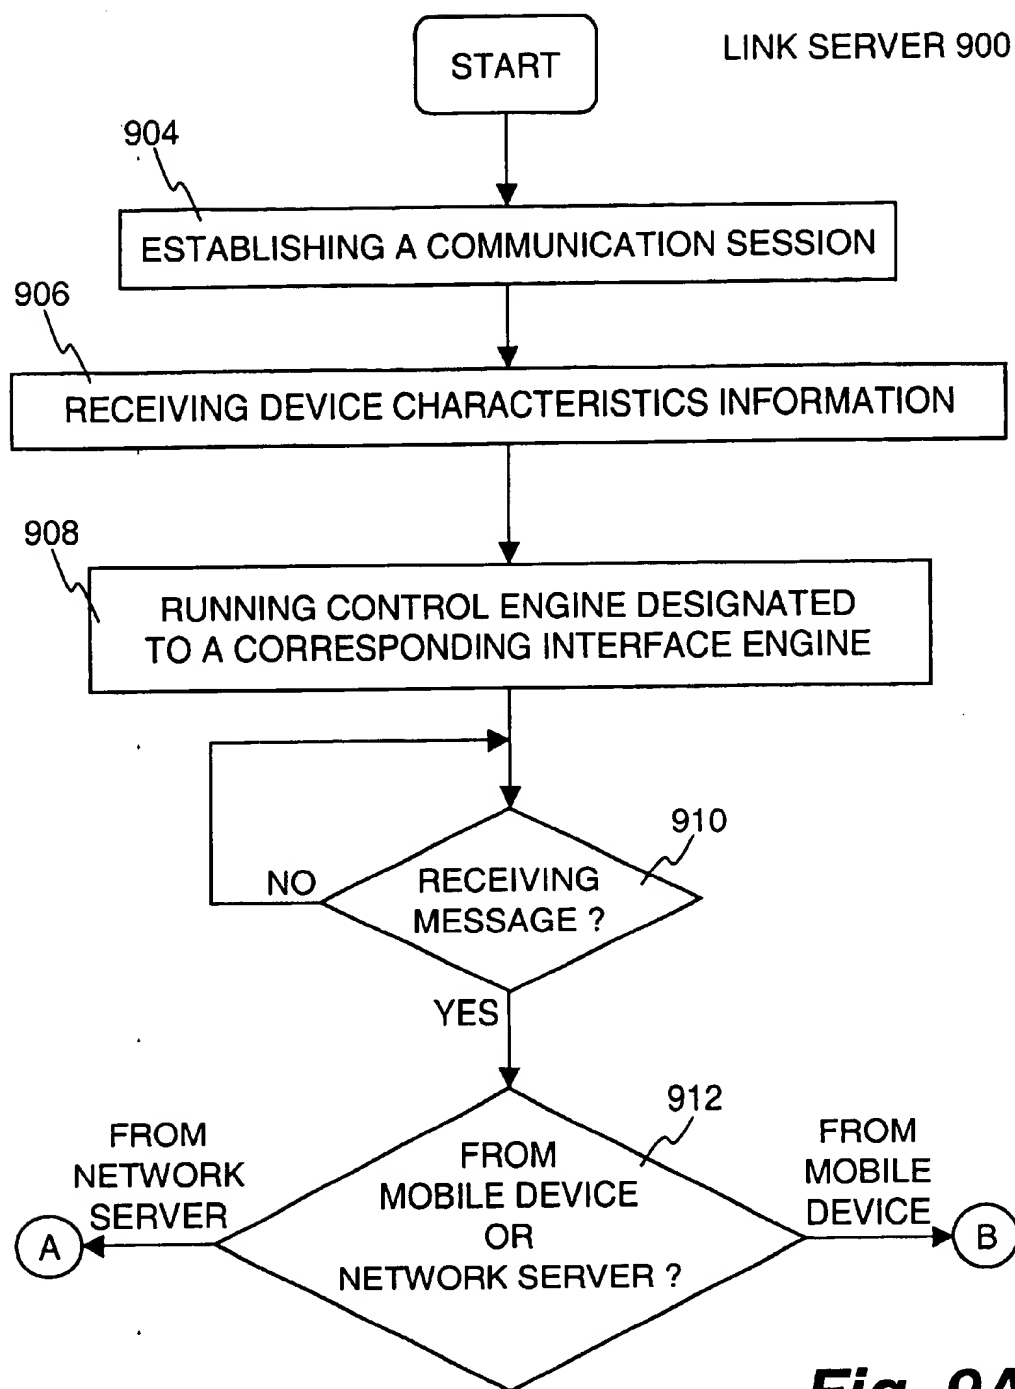 START
LINK SERVER 900
904
ESTABLISHING A COMMUNICATION SESSION
906
RECEIVING DEVICE CHARACTERISTICS INFORMATION
908
RUNNING CONTROL ENGINE DESIGNATED
TO A CORRESPONDING INTERFACE ENGINE
910
NO
RECEIVING
MESSAGE ?
YES
912
FROM
NETWORK
SERVER
FROM
MOBILE DEVICE
OR
NETWORK SERVER ?
FROM
MOBILE
DEVICE
A
B
Fig. 9A